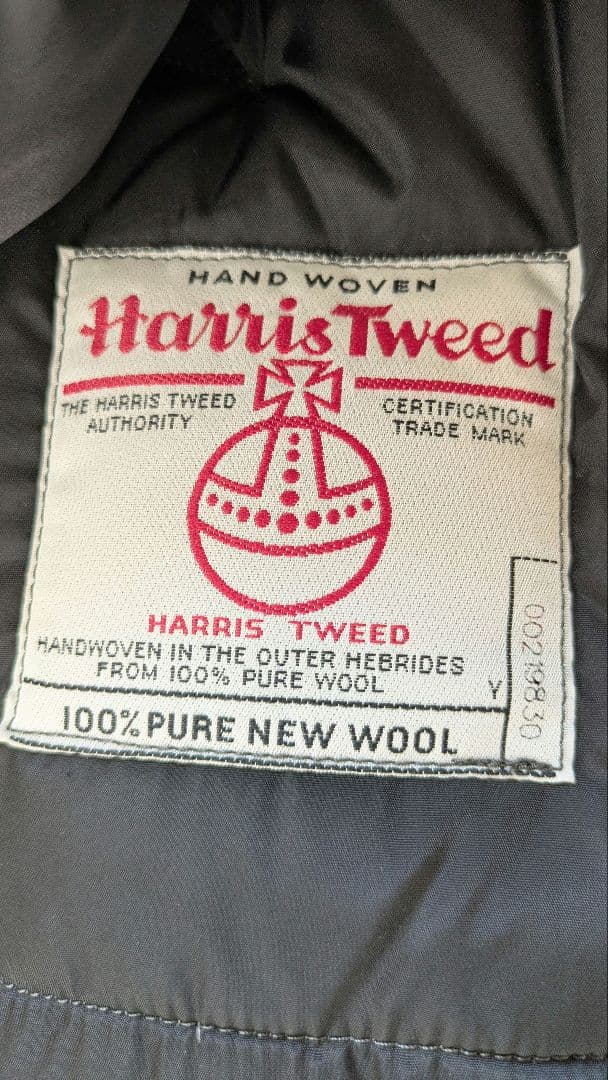 HAND WOVEN
Harris Tweed
THE HARRIS TWEED
AUTHORITY
CERTIFICATION
TRADE MARK
HARRIS TWEED
HANDWOVEN IN THE OUTER HEBRIDES
FROM 100% PURE WOOL
Y
00219830
100% PURE NEW WOOL